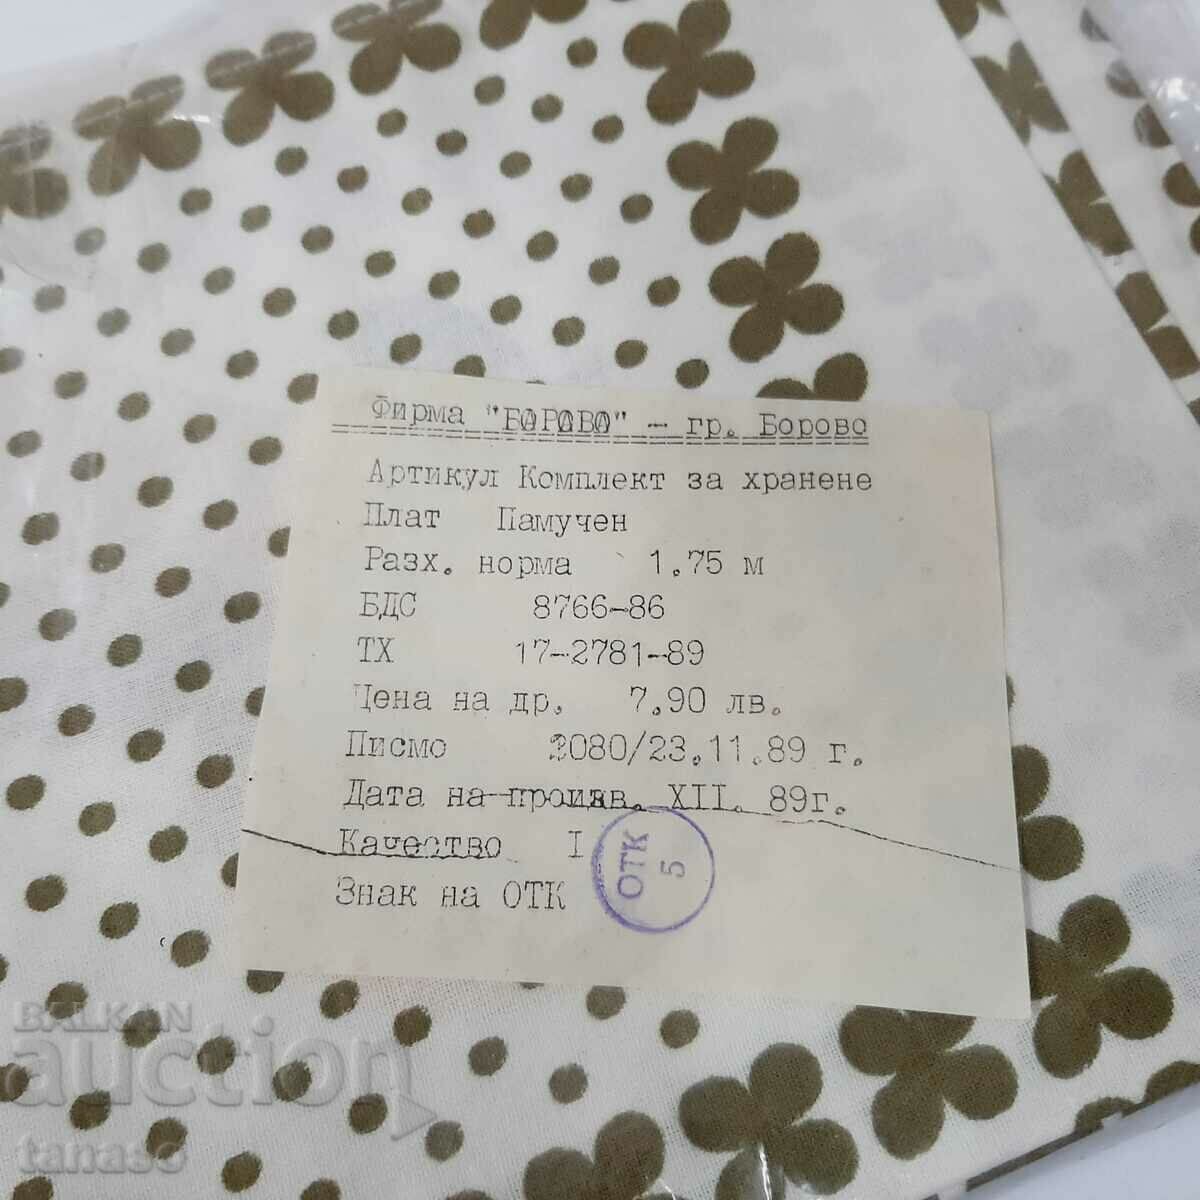 Фирма "БОРОВО" - гр. Борово
Артикул Комплект за хранене
Плат Памучен
Разх. норма 1.75 м
БДС 8766-86
ТХ 17-2781-89
Цена на др. 7.90 лв.
Писмо 2080/23.11.89 г.
Дата на произв. XII. 89г.
Качество I
Знак на ОТК
ОТК
5
BALKAN
auction
tanaso